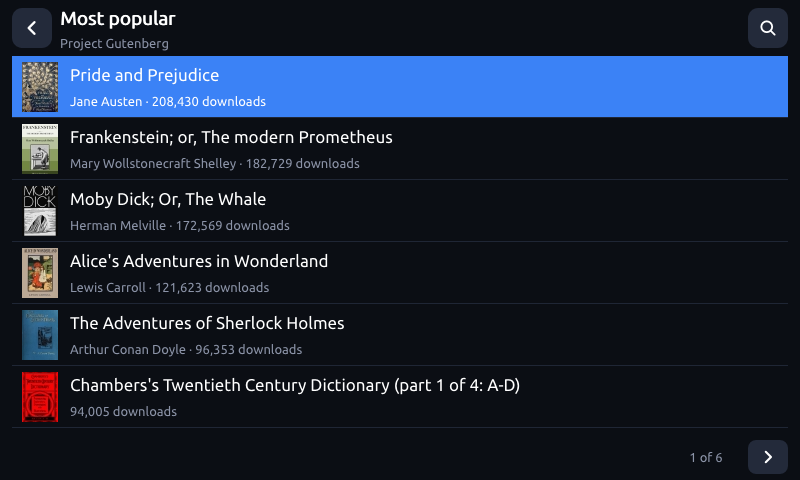 Most popular
Project Gutenberg
Pride and Prejudice
Jane Austen · 208,430 downloads
FRANKENSTEIN
Frankenstein; or, The modern Prometheus
Mary Wollstonecraft Shelley · 182,729 downloads
MOBY
DICK
Moby Dick; Or, The Whale
Herman Melville · 172,569 downloads
Alice's Adventures in Wonderland
Lewis Carroll · 121,623 downloads
The Adventures of Sherlock Holmes
Arthur Conan Doyle · 96,353 downloads
Chambers's Twentieth Century Dictionary (part 1 of 4: A-D)
94,005 downloads
1 of 6